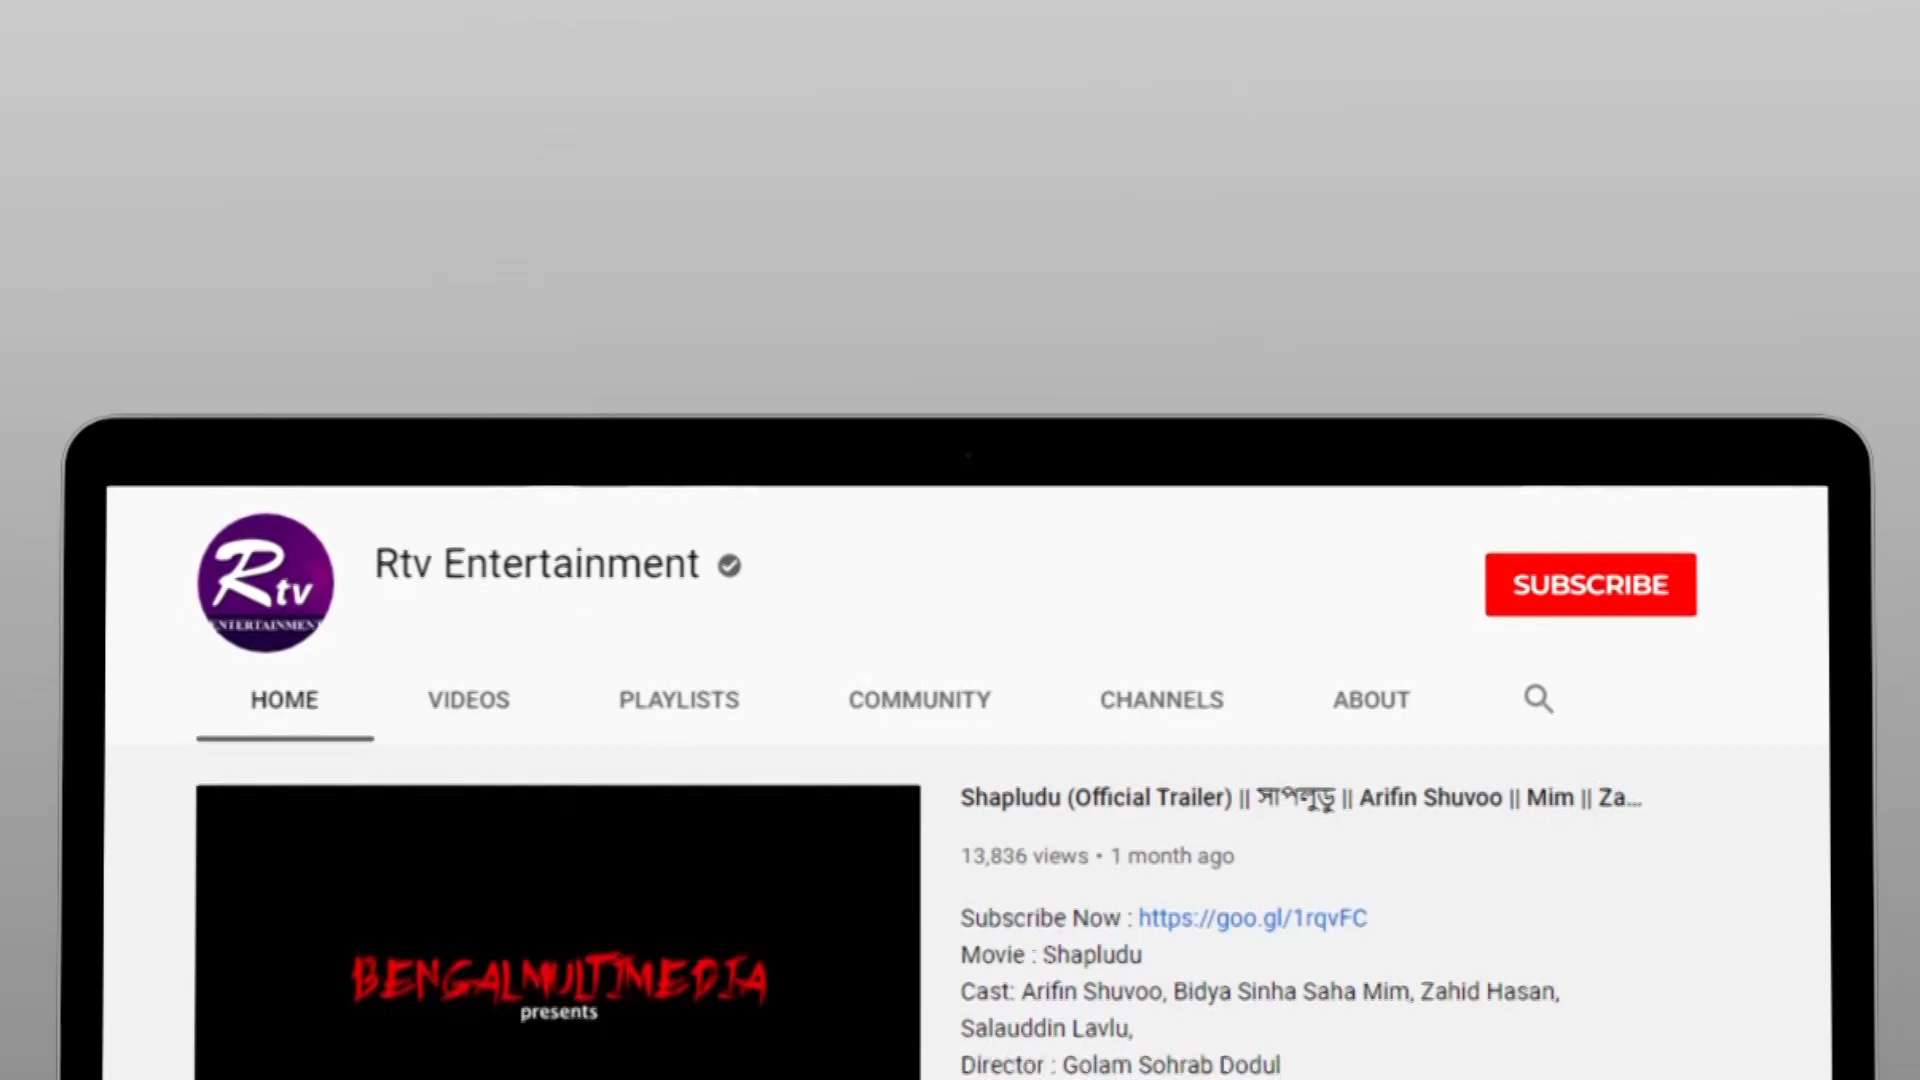 Rtv
ENTERTAINMENT
Rtv Entertainment
SUBSCRIBE
HOME VIDEOS PLAYLISTS COMMUNITY CHANNELS ABOUT
Shapludu (Official Trailer) || সাপলুডু || Arifin Shuvoo || Mim || Za...
13,836 views • 1 month ago
Subscribe Now : https://goo.gl/1rqvFC
Movie : Shapludu
Cast: Arifin Shuvoo, Bidya Sinha Saha Mim, Zahid Hasan,
Salauddin Lavlu,
Director : Golam Sohrab Dodul
BENGALMULTIMEDIA
presents